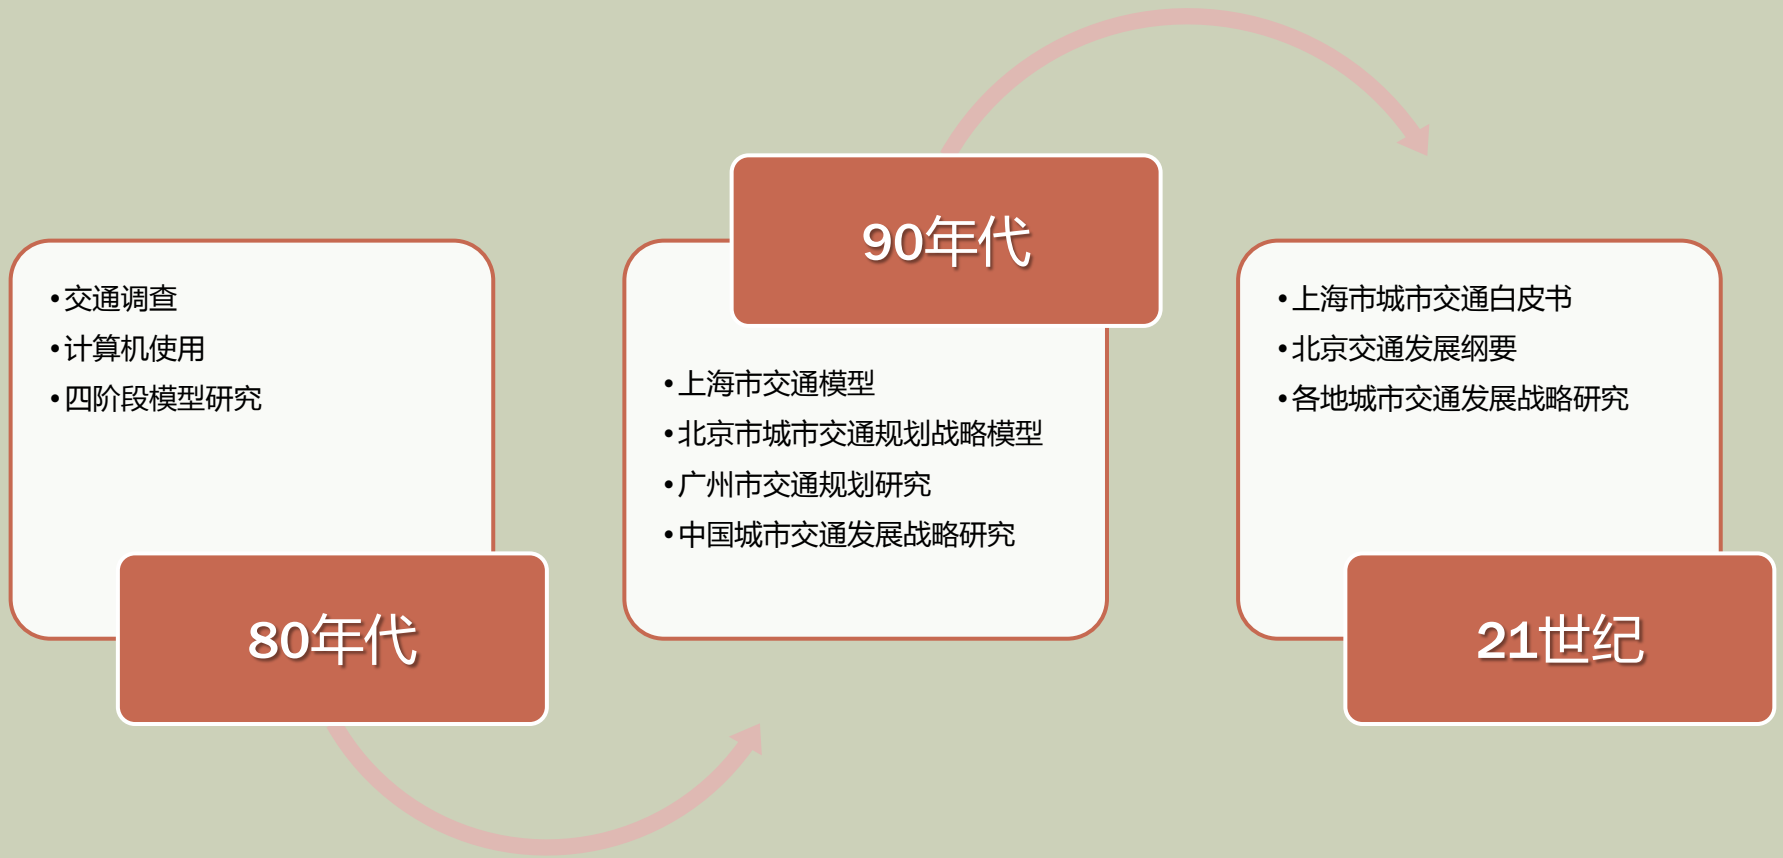 •交通调查
•计算机使用
•四阶段模型研究
80年代
90年代
•上海市交通模型
•北京市城市交通规划战略模型
•广州市交通规划研究
•中国城市交通发展战略研究
•上海市城市交通白皮书
•北京交通发展纲要
•各地城市交通发展战略研究
21世纪